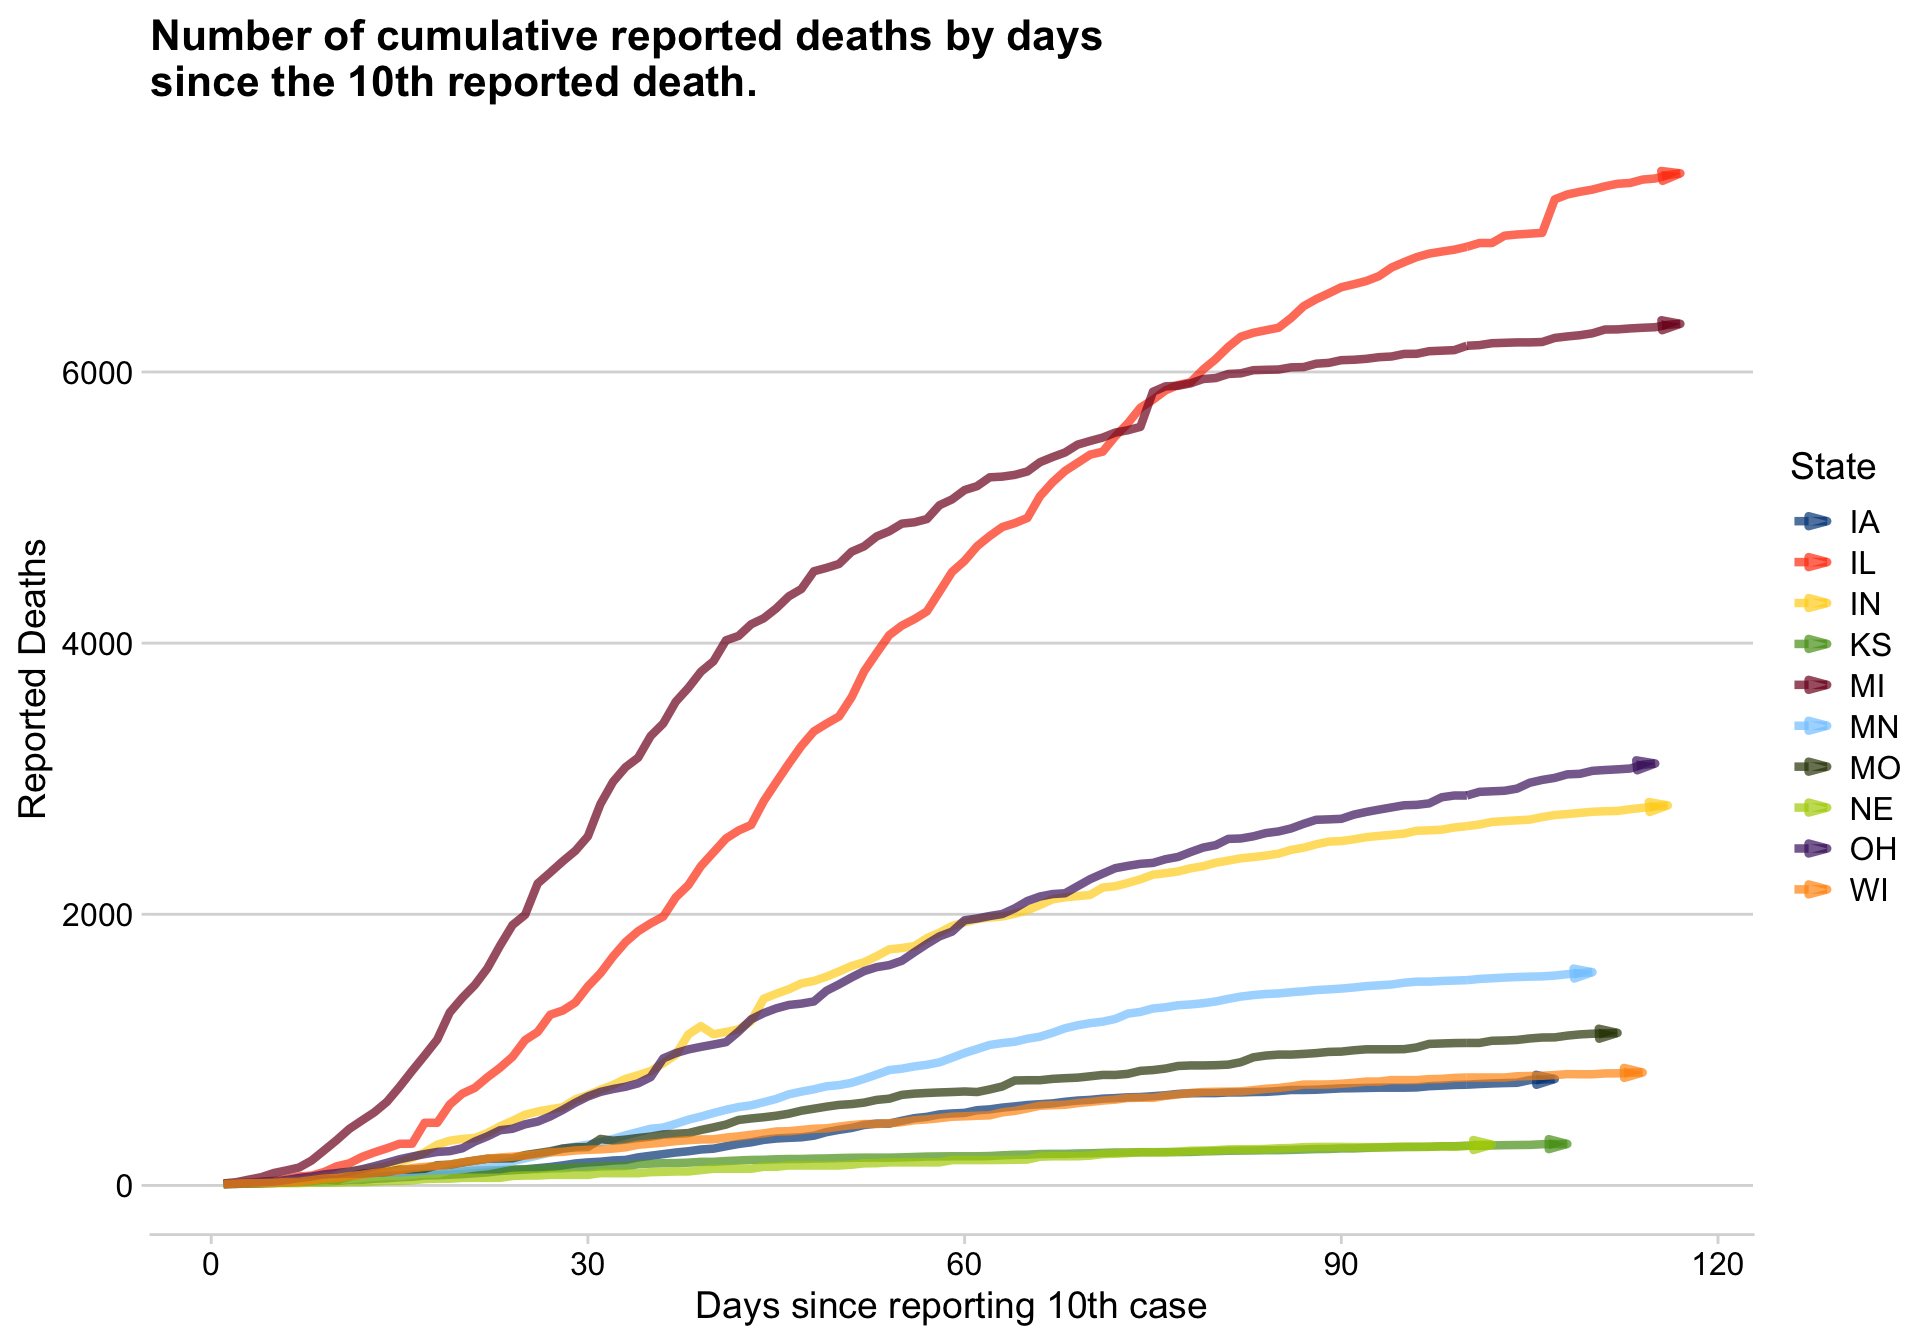 Number of cumulative reported deaths by days
since the 10th reported death.
6000
4000
2000
0
Reported Deaths
0 30 60 90 120
Days since reporting 10th case
State
IA
IL
IN
KS
MI
MN
MO
NE
OH
WI